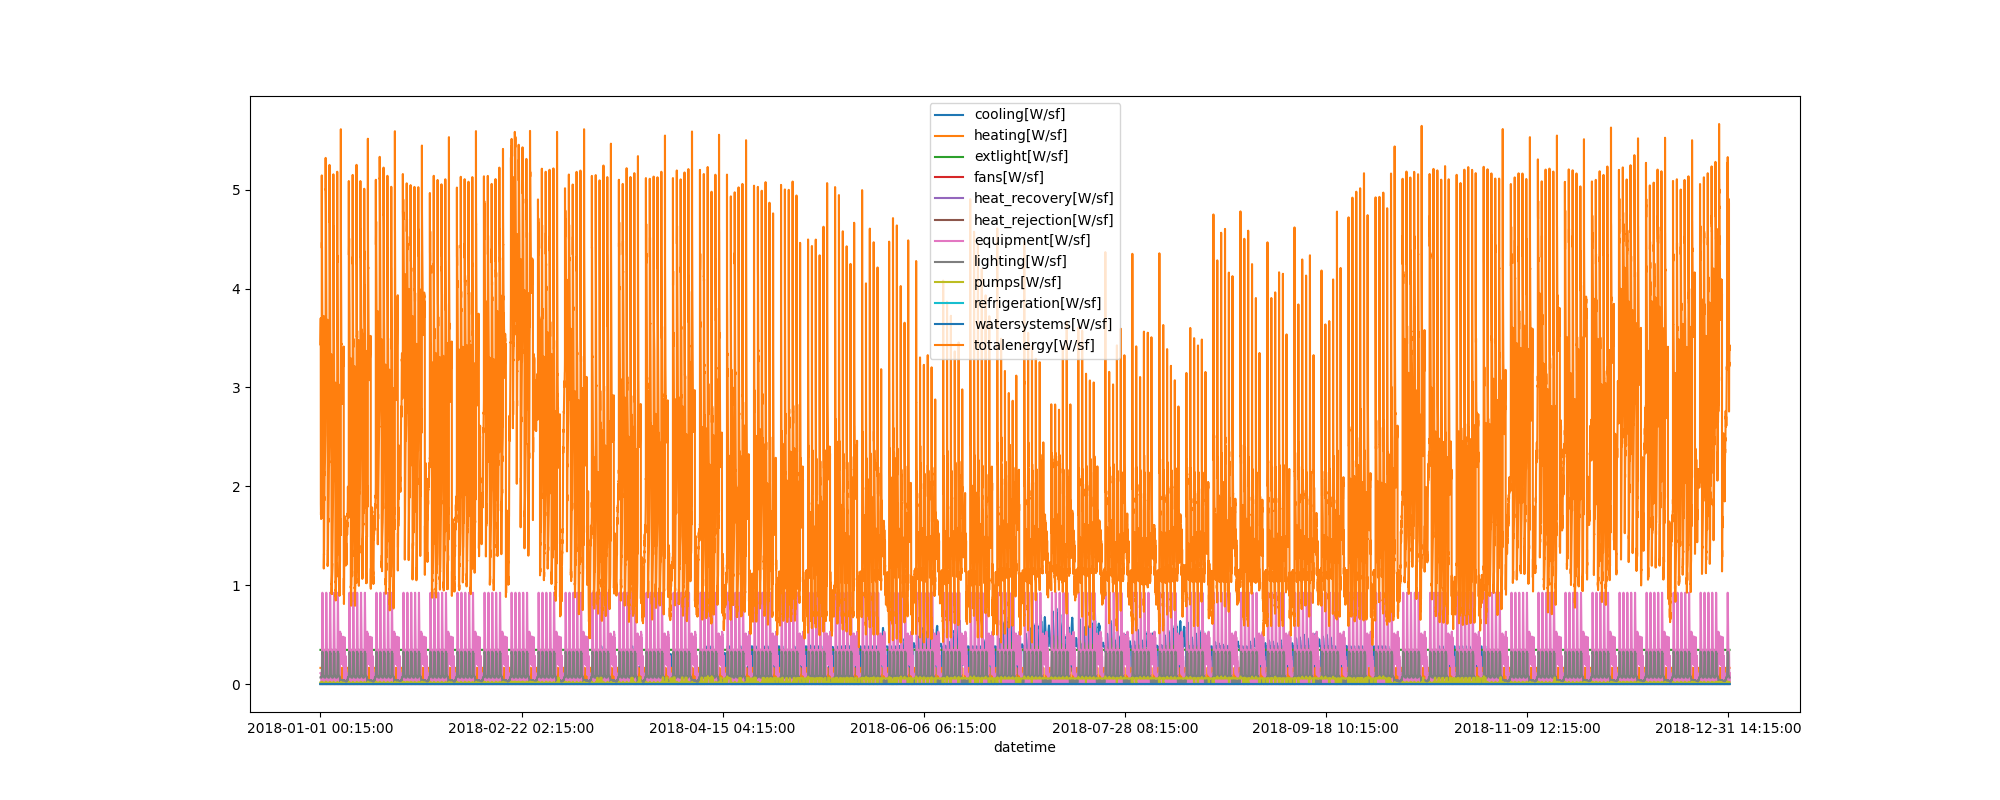 cooling[W/sf]
heating[W/sf]
extlight[W/sf]
fans[W/sf]
heat_recovery[W/sf]
heat_rejection[W/sf]
equipment[W/sf]
lighting[W/sf]
pumps[W/sf]
refrigeration[W/sf]
watersystems[W/sf]
totalenergy[W/sf]
5
4
3
2
1
0
2018-01-01 00:15:00 2018-02-22 02:15:00 2018-04-15 04:15:00 2018-06-06 06:15:00 2018-07-28 08:15:00 2018-09-18 10:15:00 2018-11-09 12:15:00 2018-12-31 14:15:00
datetime